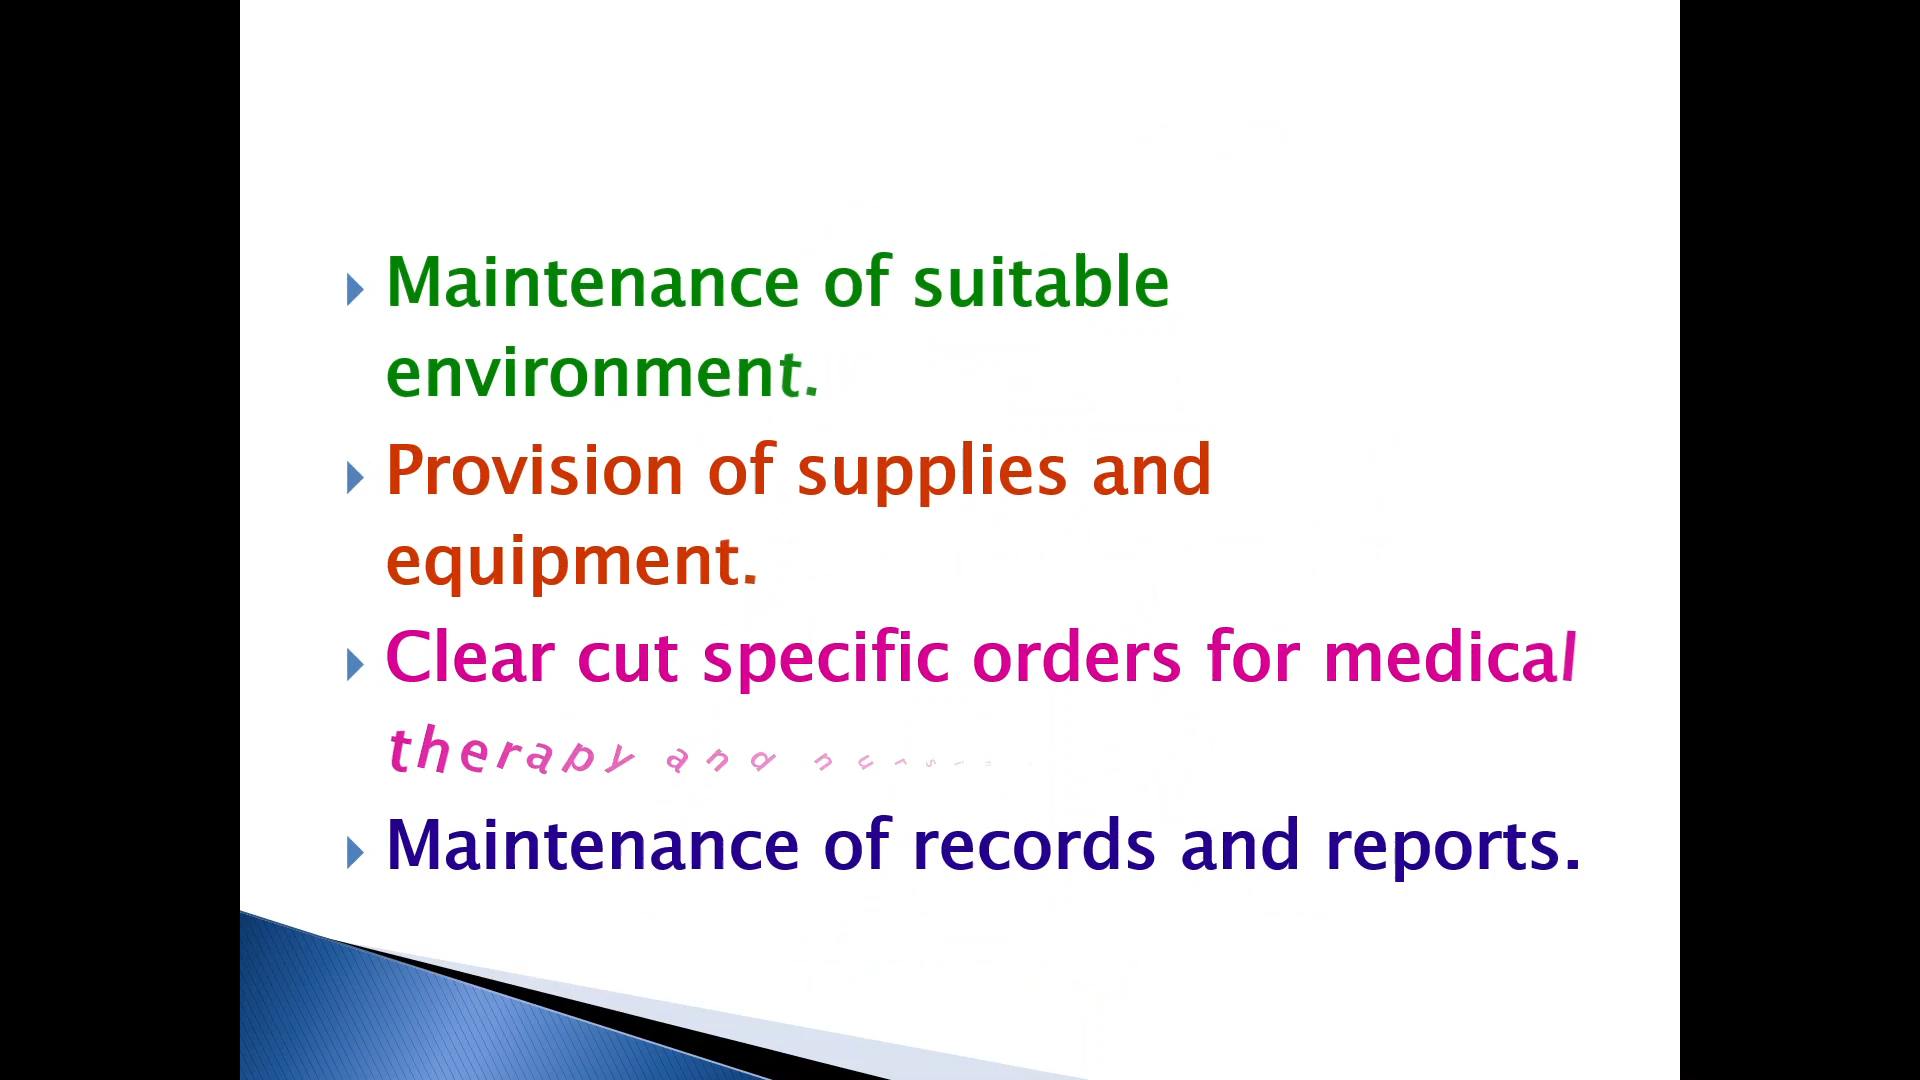 Maintenance of suitable
environment.
Provision of supplies and
equipment.
Clear cut specific orders for medical
therapy and nursin
Maintenance of records and reports.